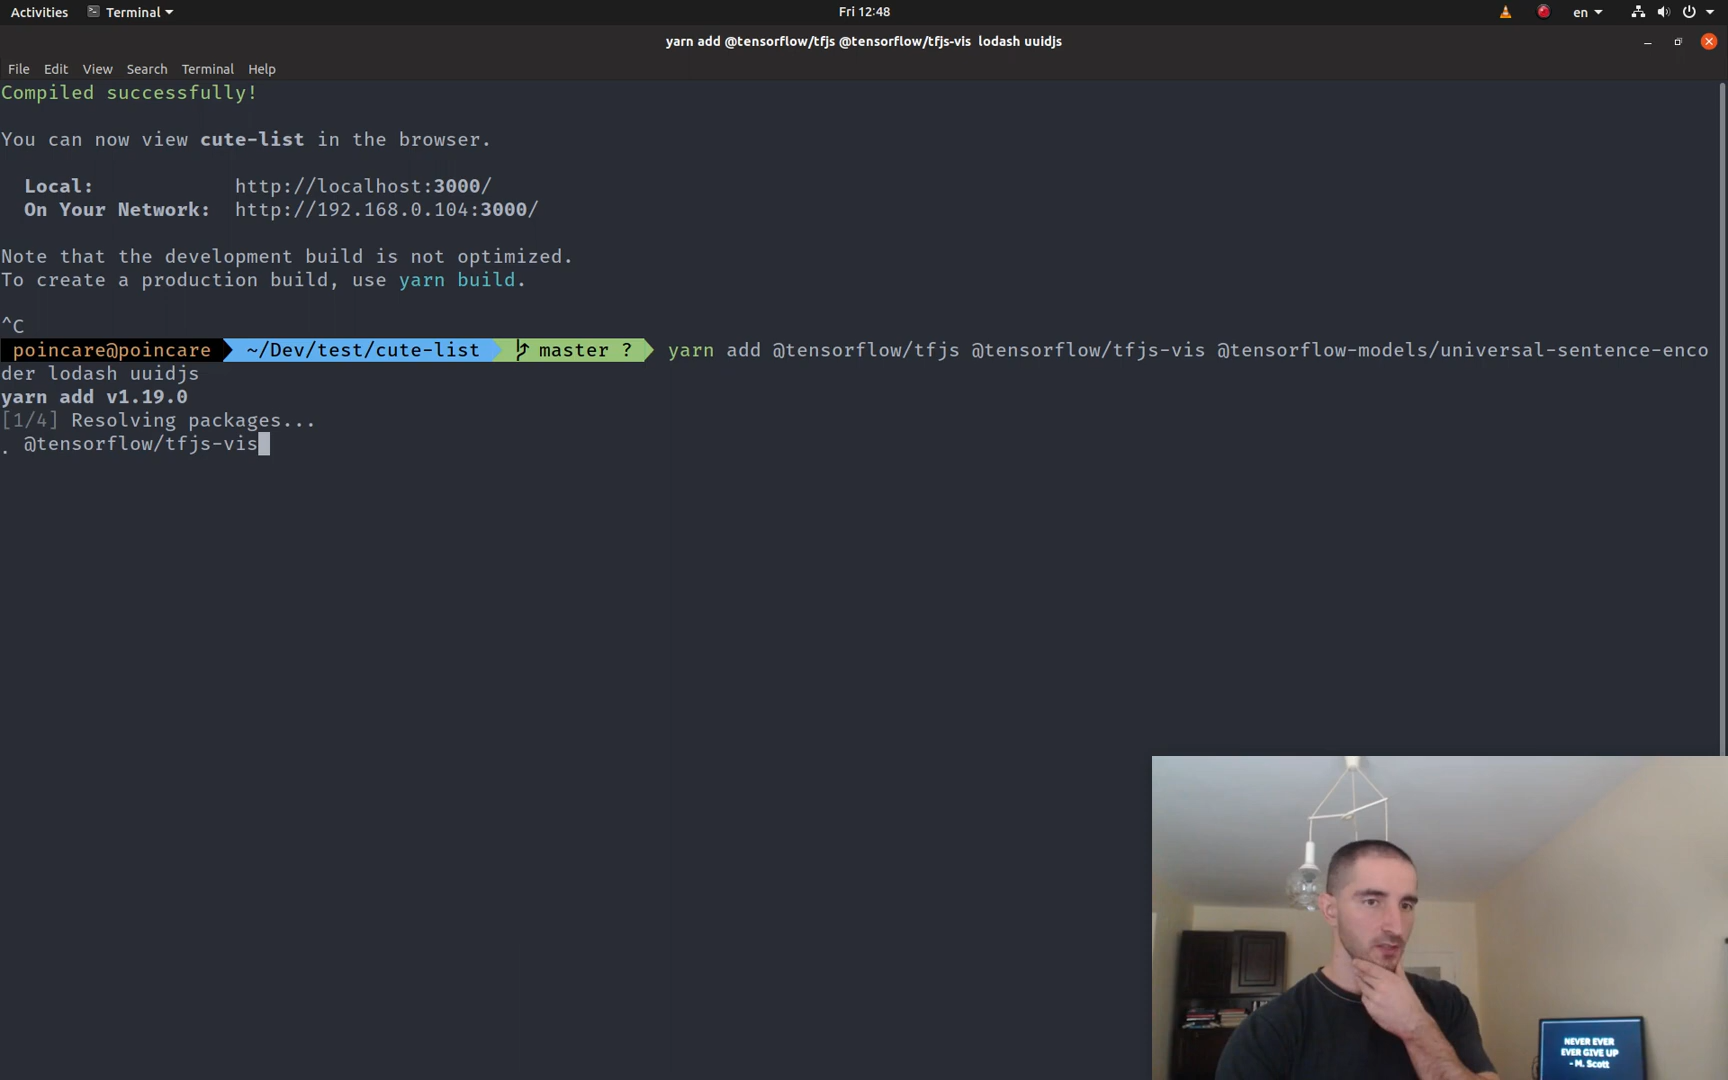 Activities Terminal Fri 12:48 en
yarn add @tensorflow/tfjs @tensorflow/tfjs-vis lodash uuidjs
File Edit View Search Terminal Help
Compiled successfully!
You can now view cute-list in the browser.
Local: http://localhost:3000/
On Your Network: http://192.168.0.104:3000/
Note that the development build is not optimized.
To create a production build, use yarn build.
^C
poincare@poincare ~/Dev/test/cute-list master ? yarn add @tensorflow/tfjs @tensorflow/tfjs-vis @tensorflow-models/universal-sentence-enco
der lodash uuidjs
yarn add v1.19.0
[1/4] Resolving packages...
. @tensorflow/tfjs-vis
NEVER EVER
EVER GIVE UP
- M. Scott